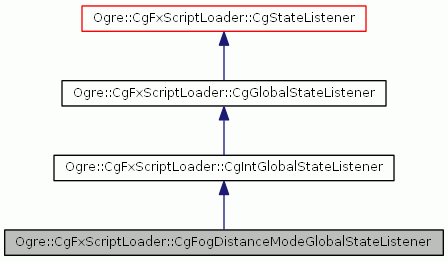 Ogre::CgFxScriptLoader::CgStateListener
Ogre::CgFxScriptLoader::CgGlobalStateListener
Ogre::CgFxScriptLoader::CgIntGlobalStateListener
Ogre::CgFxScriptLoader::CgFogDistanceModeGlobalStateListener